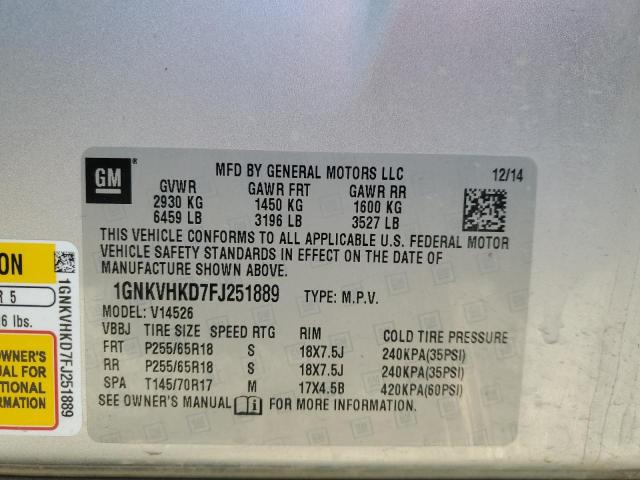 GM
MFD BY GENERAL MOTORS LLC 12/14
GVWR GAWR FRT GAWR RR
2930 KG 1450 KG 1600 KG
6459 LB 3196 LB 3527 LB
THIS VEHICLE CONFORMS TO ALL APPLICABLE U.S. FEDERAL MOTOR
VEHICLE SAFETY STANDARDS IN EFFECT ON THE DATE OF
MANUFACTURE SHOWN ABOVE.
1GNKVHKD7FJ251889 TYPE: M.P.V.
MODEL: V14526
VBBJ TIRE SIZE SPEED RTG RIM COLD TIRE PRESSURE
FRT P255/65R18 S 18X7.5J 240KPA(35PSI)
RR P255/65R18 S 18X7.5J 240KPA(35PSI)
SPA T145/70R17 M 17X4.5B 420KPA(60PSI)
SEE OWNER'S MANUAL FOR MORE INFORMATION.
ON
R 5
6 lbs.
OWNER'S
UAL FOR
ITIONAL
RMATION
1GNKVHKD7FJ251889